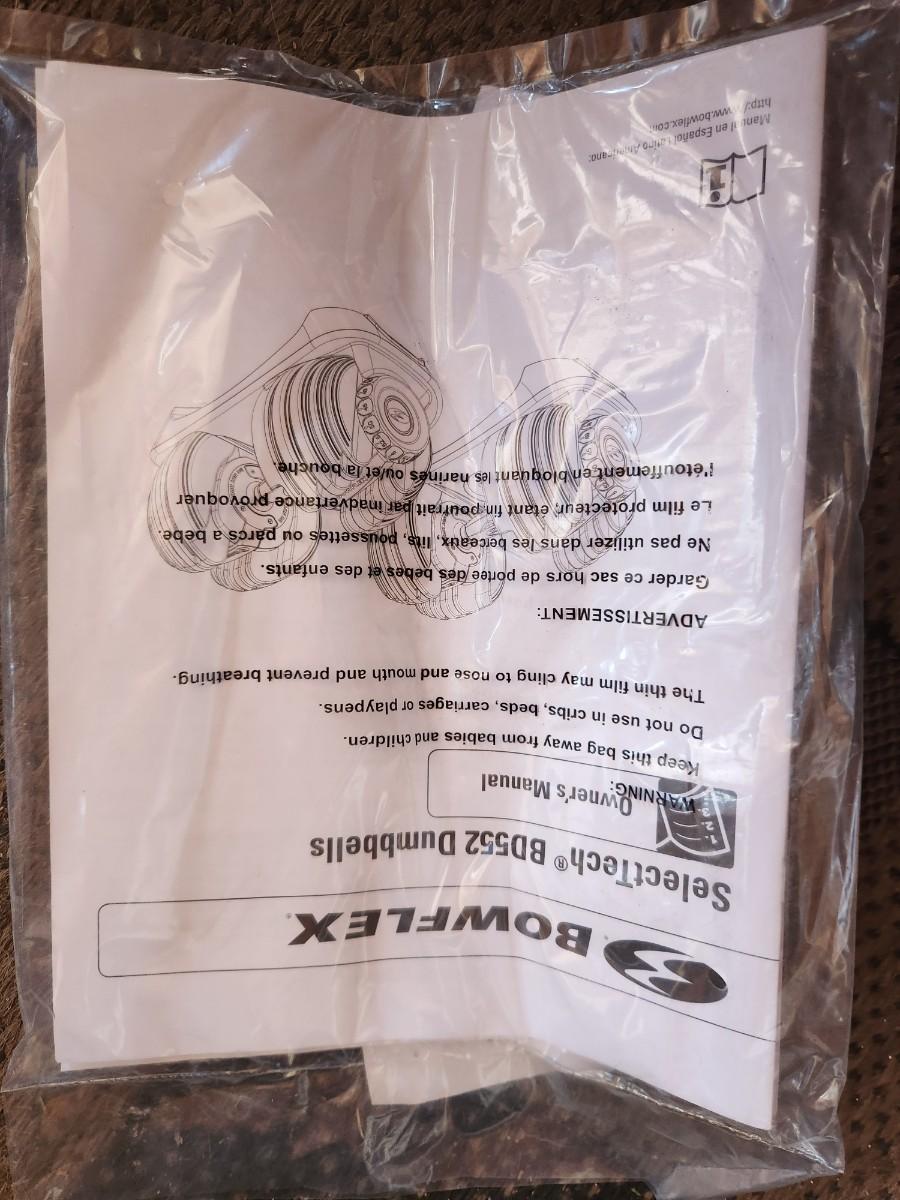 BOWFLEX®
SelectTech® BD552 Dumbbells
Owner's Manual
WARNING:
Keep this bag away from babies and children.
Do not use in cribs, beds, carriages or playpens.
The thin film may cling to nose and mouth and prevent breathing.
ADVERTISSEMENT:
Garder ce sac hors de portee des bebes et des enfants.
Ne pas utilizer dans les berceaux, lits, poussettes ou parcs a bebe.
Le film protecteur, étant fin pourrait par inadvertance provoquer
l'étouffement en bloquant les narines ou/et la bouche.
Manual en Español Latino Americano:
http://www.bowflex.com